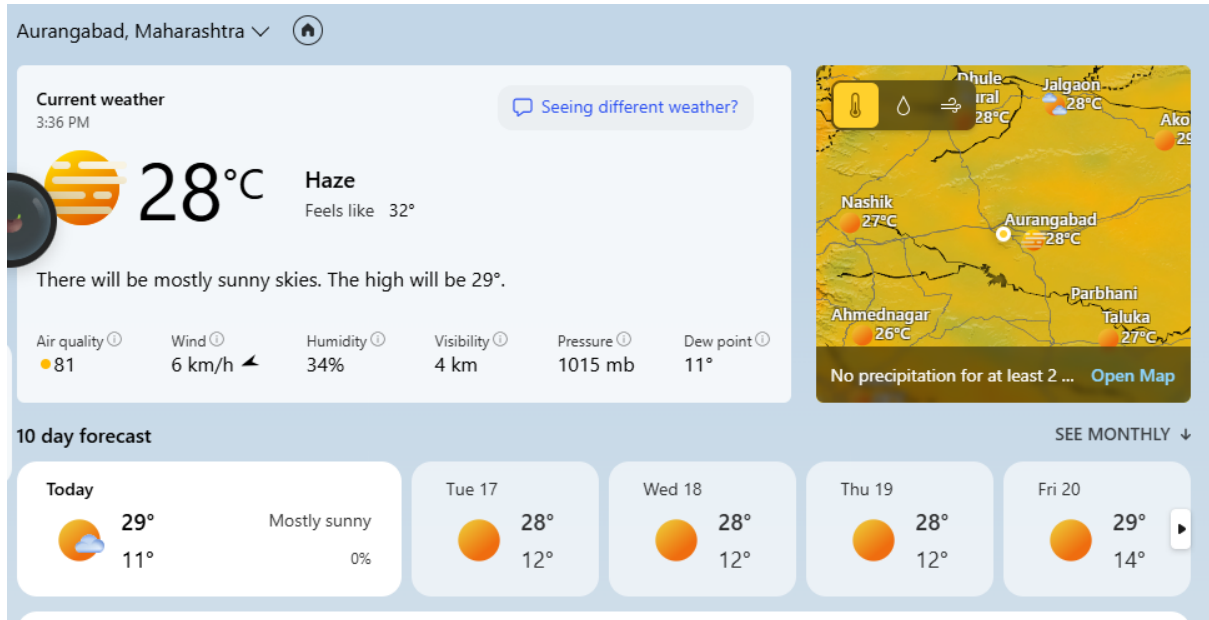 Aurangabad, Maharashtra
Current weather
Seeing different weather?
3:36 PM
28°C
Haze
Feels like 32°
There will be mostly sunny skies. The high will be 29°.
Air quality Wind Humidity Visibility Pressure Dew point
81 6 km/h 34% 4 km 1015 mb 11°
Dhule
ural
28°C
Jalgaon
28°C
Ako
29
Nashik
27°C
Aurangabad
28°C
Parbhani
Taluka
27°C
Ahmednagar
26°C
No precipitation for at least 2 ... Open Map
10 day forecast
SEE MONTHLY
Today
29°
Mostly sunny
11°
0%
Tue 17
28°
12°
Wed 18
28°
12°
Thu 19
28°
12°
Fri 20
29°
14°